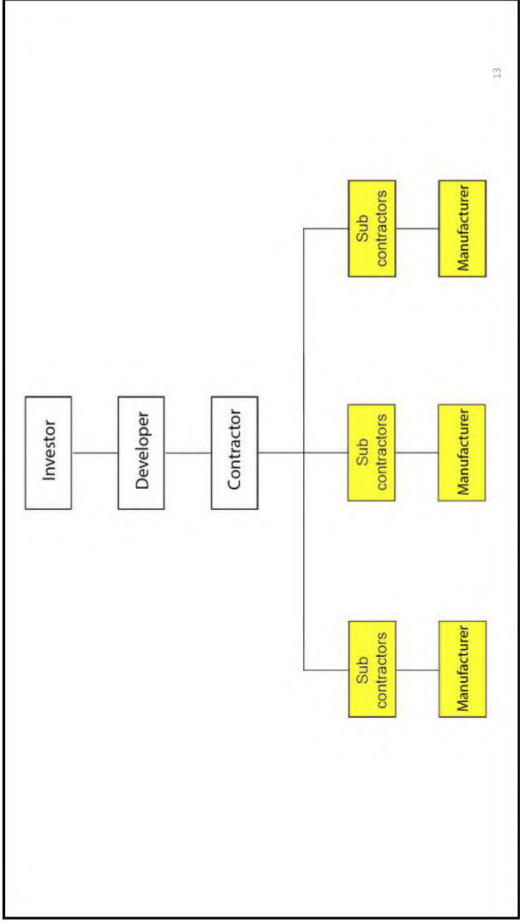 Investor
Developer
Contractor
Sub
contractors
Sub
contractors
Sub
contractors
Manufacturer
Manufacturer
Manufacturer
13